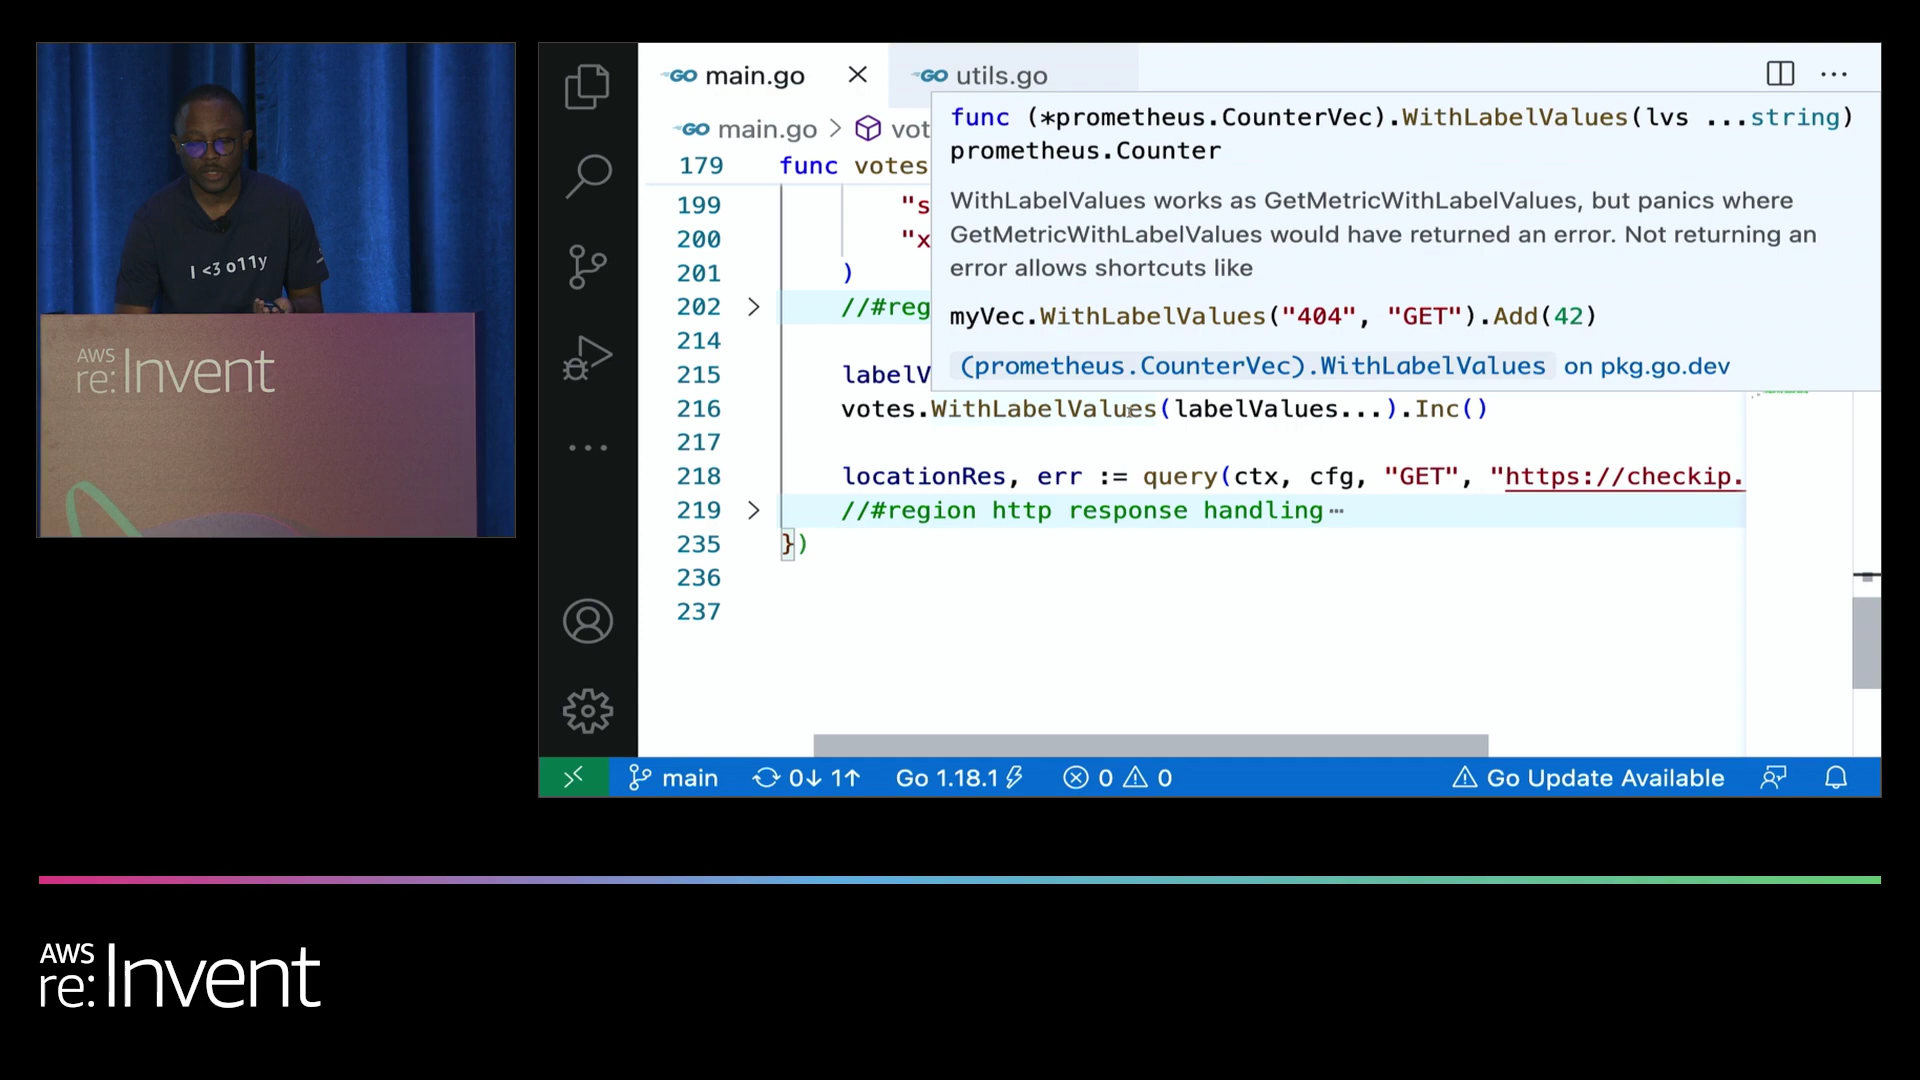 I <3 o11y
AWS
re:Invent
main.go
utils.go
main.go > vot
179 func votes
199 "s
200 "x
201 )
202 //#reg
214
215 labelV
216 votes.WithLabelValues(labelValues...).Inc()
217
218 locationRes, err := query(ctx, cfg, "GET", "https://checkip.
219 //#region http response handling…
235 })
236
237
func (*prometheus.CounterVec).WithLabelValues(lvs ...string)
prometheus.Counter
WithLabelValues works as GetMetricWithLabelValues, but panics where
GetMetricWithLabelValues would have returned an error. Not returning an
error allows shortcuts like
myVec.WithLabelValues("404", "GET").Add(42)
(prometheus.CounterVec).WithLabelValues on pkg.go.dev
main 0↓ 1↑ Go 1.18.1 0 0 Go Update Available
AWS
re:Invent